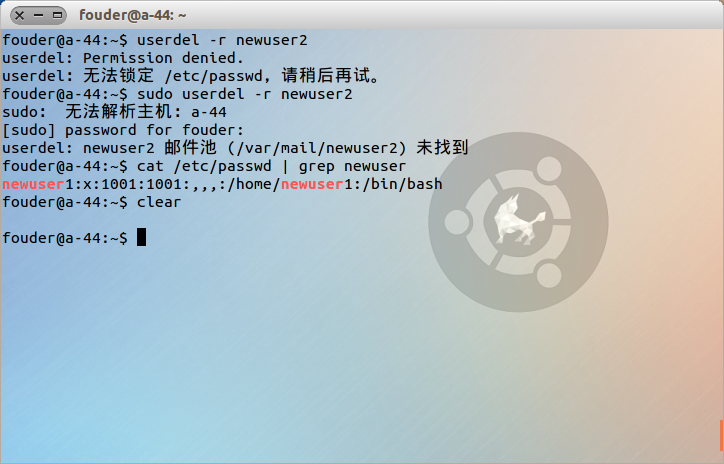 fouder@a-44: ~
fouder@a-44:~$ userdel -r newuser2
userdel: Permission denied.
userdel: 无法锁定 /etc/passwd，请稍后再试。
fouder@a-44:~$ sudo userdel -r newuser2
sudo:  无法解析主机：a-44
[sudo] password for fouder:
userdel: newuser2 邮件池 (/var/mail/newuser2) 未找到
fouder@a-44:~$ cat /etc/passwd | grep newuser
newuser1:x:1001:1001:,,,:/home/newuser1:/bin/bash
fouder@a-44:~$ clear
fouder@a-44:~$